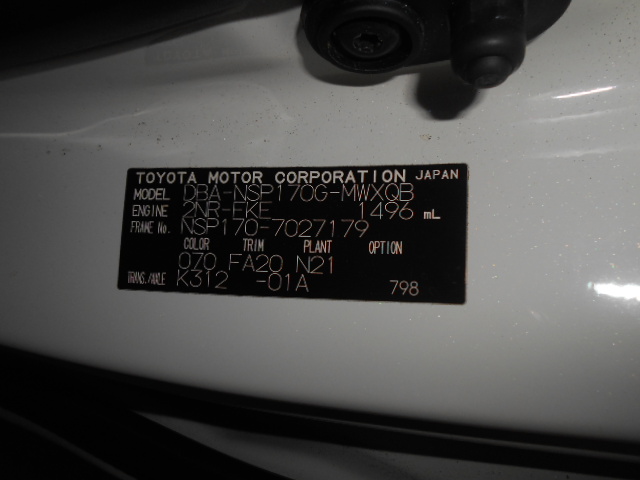 TOYOTA MOTOR CORPORATION JAPAN
MODEL DBA-NSP170G-MWXQB
ENGINE 2NR-FKE 1496 mL
FRAME No. NSP170-7027179
COLOR TRIM PLANT OPTION
070 FA20 N21
TRANS./AXLE K312 -01A 798